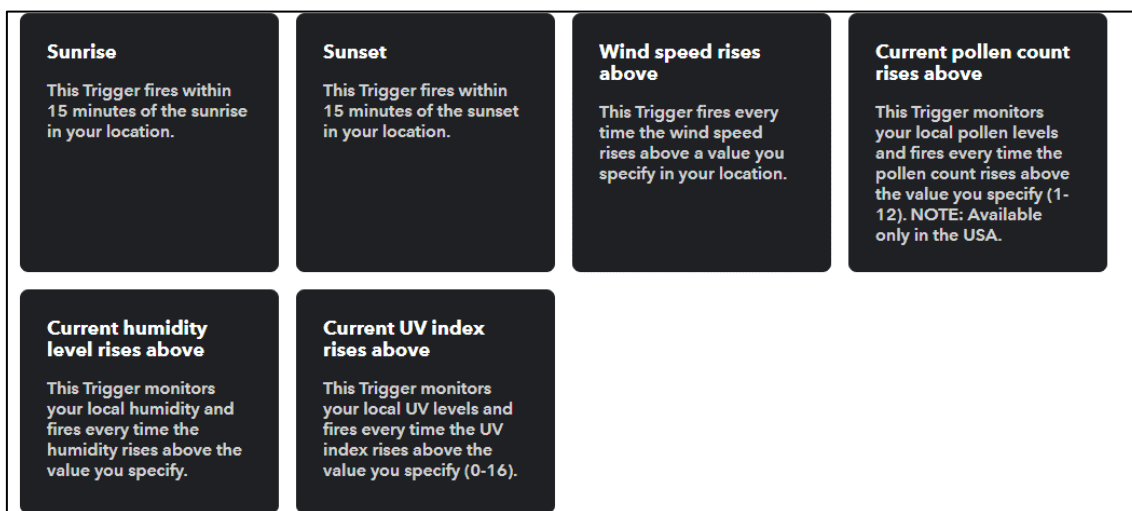 Sunrise
This Trigger fires within
15 minutes of the sunrise
in your location.
Sunset
This Trigger fires within
15 minutes of the sunset
in your location.
Wind speed rises
above
This Trigger fires every
time the wind speed
rises above a value you
specify in your location.
Current pollen count
rises above
This Trigger monitors
your local pollen levels
and fires every time the
pollen count rises above
the value you specify (1-
12). NOTE: Available
only in the USA.
Current humidity
level rises above
This Trigger monitors
your local humidity and
fires every time the
humidity rises above the
value you specify.
Current UV index
rises above
This Trigger monitors
your local UV levels and
fires every time the UV
index rises above the
value you specify (0-16).